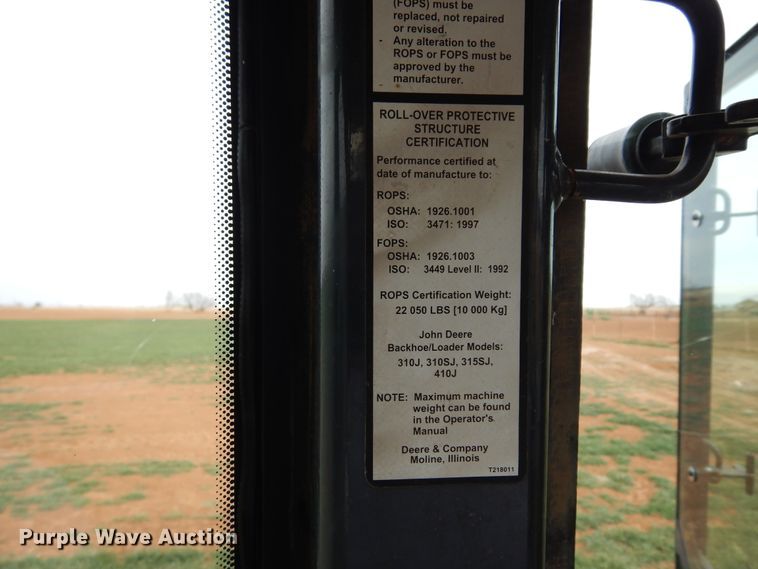 (FOPS) must be
replaced, not repaired
or revised.
- Any alteration to the
ROPS or FOPS must be
approved by the
manufacturer.
ROLL-OVER PROTECTIVE
STRUCTURE
CERTIFICATION
Performance certified at
date of manufacture to:
ROPS:
OSHA: 1926.1001
ISO: 3471: 1997
FOPS:
OSHA: 1926.1003
ISO: 3449 Level II: 1992
ROPS Certification Weight:
22 050 LBS [10 000 Kg]
John Deere
Backhoe/Loader Models:
310J, 310SJ, 315SJ,
410J
NOTE: Maximum machine
weight can be found
in the Operator's
Manual
Deere & Company
Moline, Illinois
T218011
Purple Wave Auction